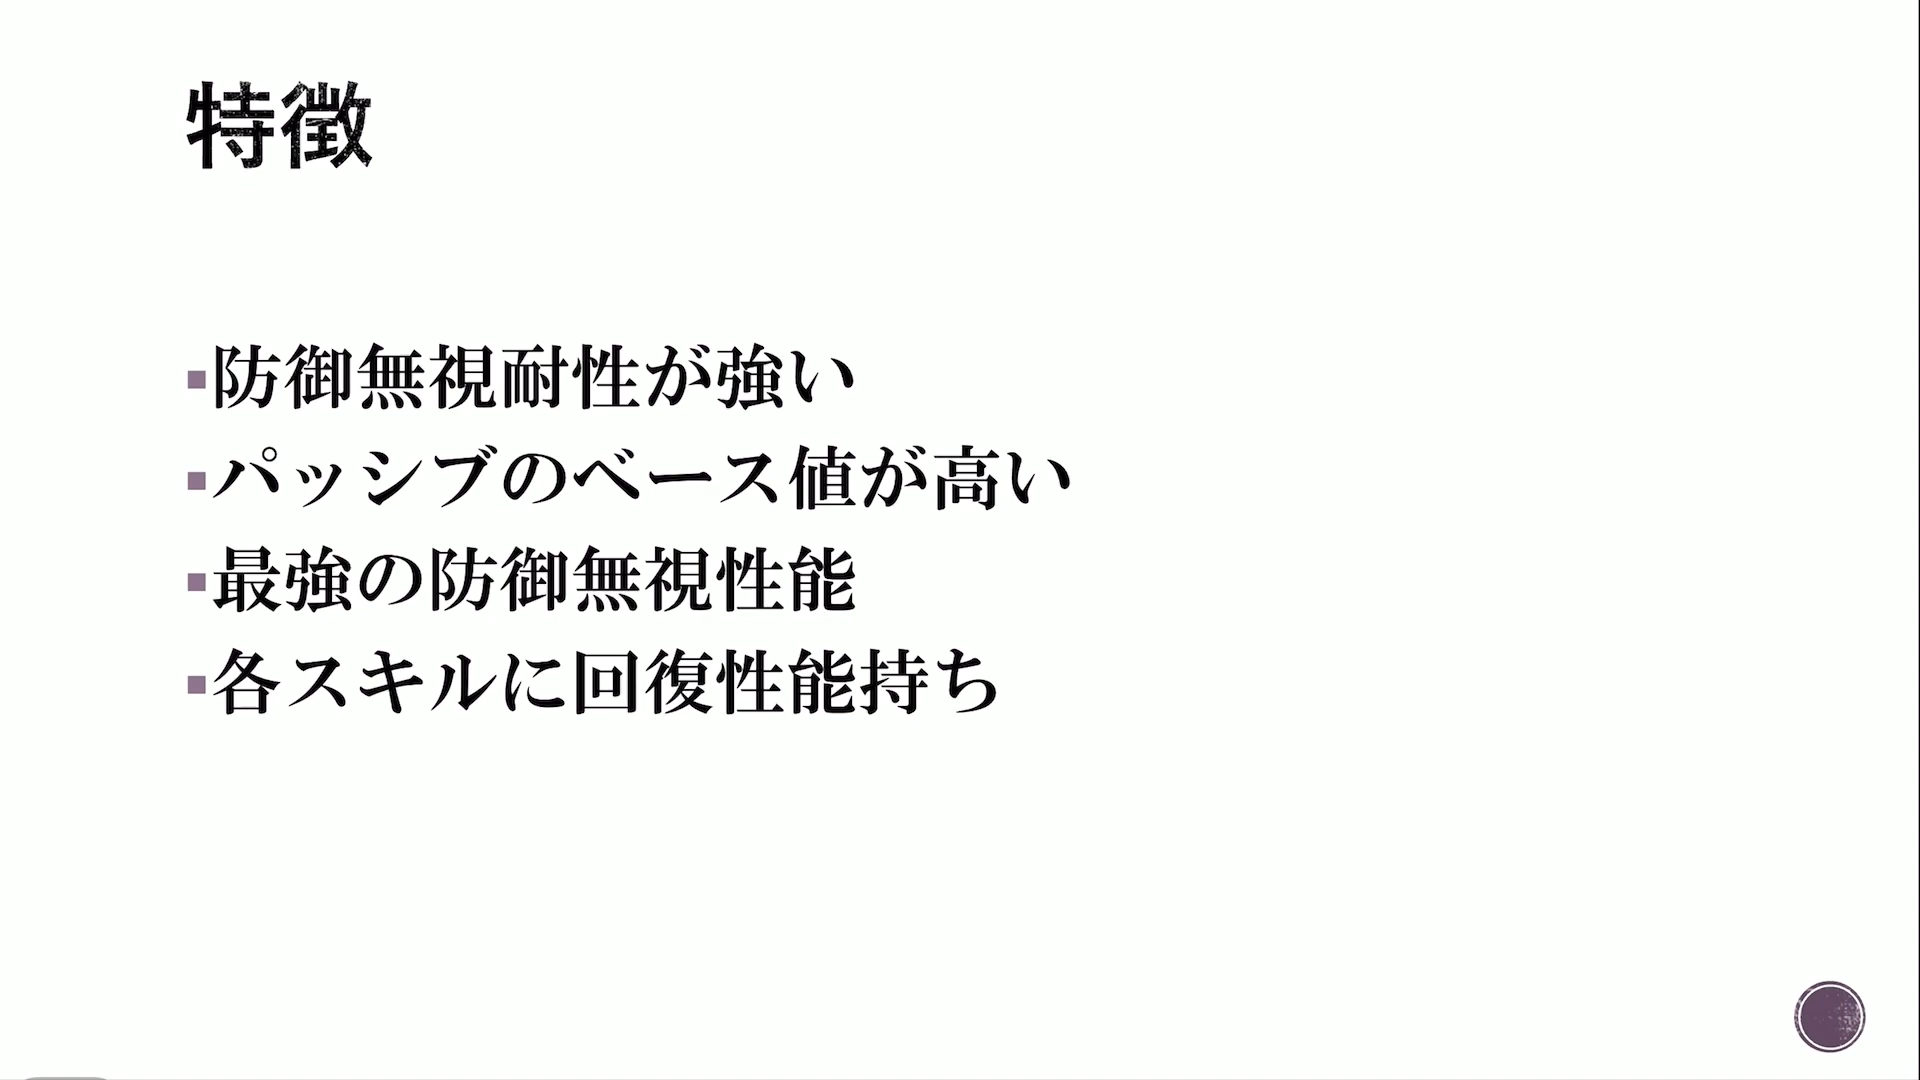 特徴
防御無視耐性が強い
パッシブのベース値が高い
最強の防御無視性能
各スキルに回復性能持ち